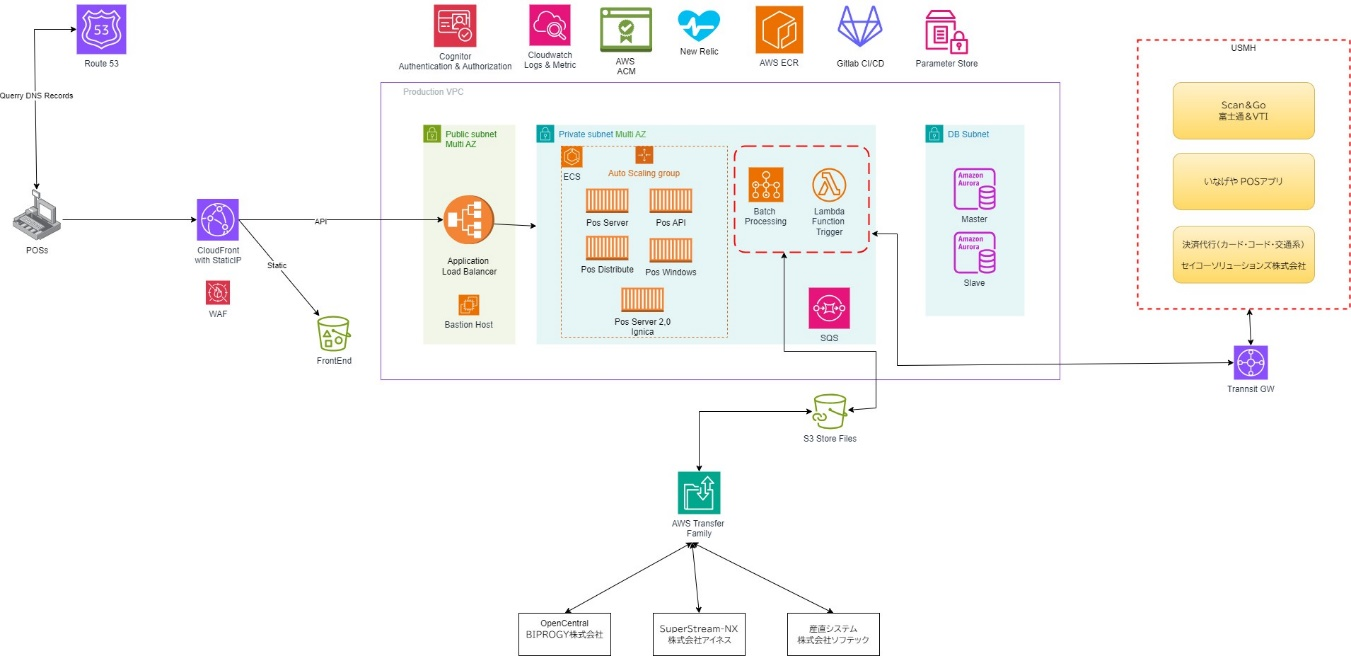 53
Route 53
Cognitor
Authentication & Authorization
Cloudwatch
Logs & Metric
AWS
ACM
New Relic
AWS ECR
Gitlab CI/CD
Parameter Store
USMH
Scan&Go
富士通&VTI
いなげや POSアプリ
決済代行(カード・コード・交通系)
セイコーソリューションズ株式会社
Querry DNS Records
Production VPC
Public subnet
Multi AZ
Private subnet Multi AZ
DB Subnet
ECS
Auto Scaling group
Pos Server
Pos API
Pos Distribute
Pos Windows
Pos Server 2,0
Ignica
Batch
Processing
Lambda
Function
Trigger
Amazon
Aurora
Master
Amazon
Aurora
Slave
POSs
CloudFront
with StaticIP
API
Static
WAF
FrontEnd
Application
Load Balancer
Bastion Host
SQS
Trannsit GW
S3 Store Files
AWS Transfer
Family
OpenCentral
BIPROGY株式会社
SuperStream-NX
株式会社アイネス
産直システム
株式会社ソフテック